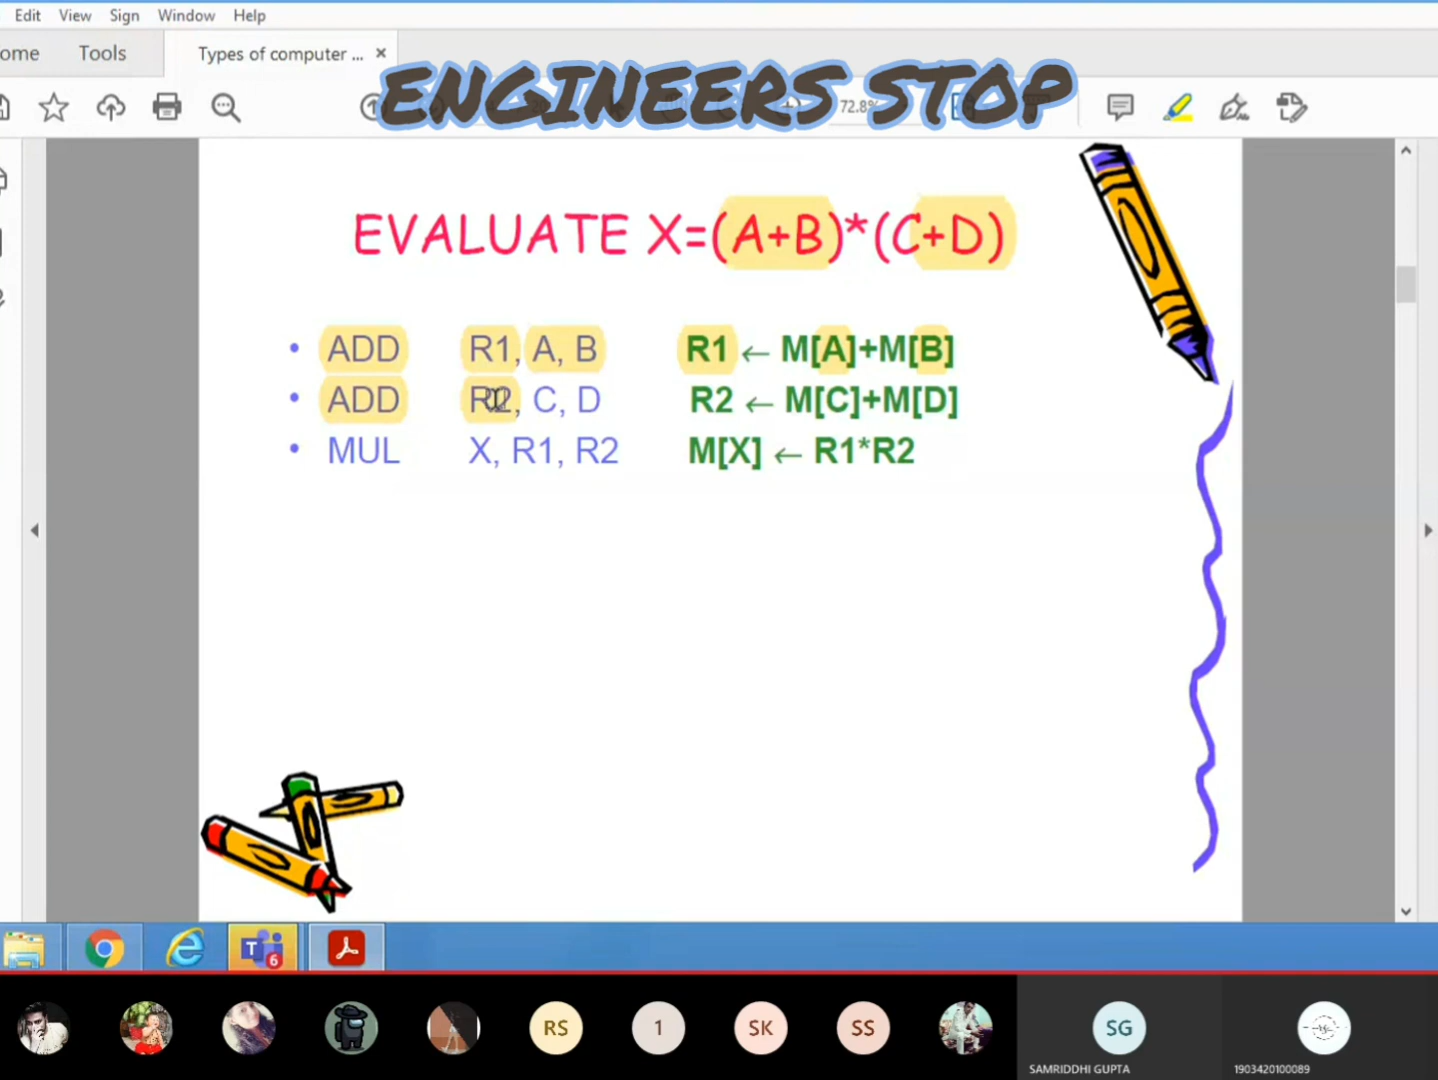 Edit View Sign Window Help
ome Tools Types of computer ... ×
ENGINEERS STOP
72.8%
EVALUATE X=(A+B)*(C+D)
• ADD R1, A, B R1 ← M[A]+M[B]
• ADD R2, C, D R2 ← M[C]+M[D]
• MUL X, R1, R2 M[X] ← R1*R2
T 6
RS 1 SK SS SG
SAMRIDDHI GUPTA 1903420100089